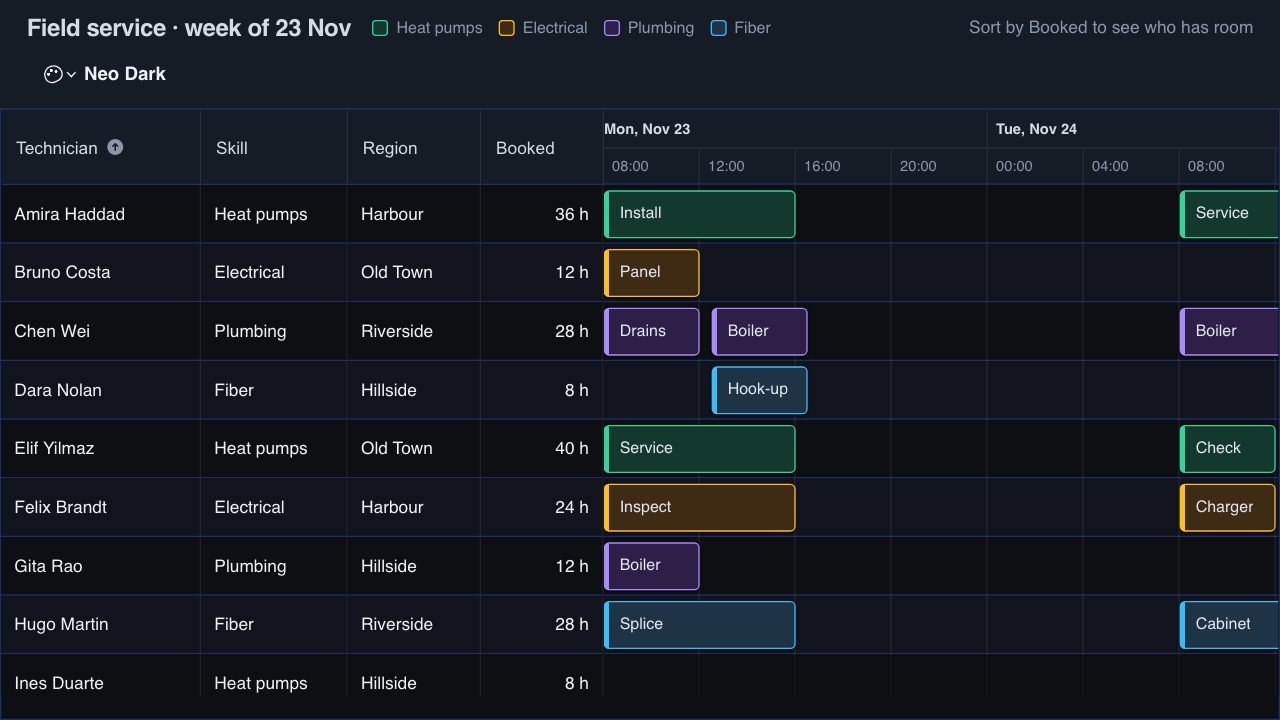 Field service · week of 23 Nov Heat pumps Electrical Plumbing Fiber Sort by Booked to see who has room
Neo Dark
Technician Skill Region Booked Mon, Nov 23 Tue, Nov 24
08:00 12:00 16:00 20:00 00:00 04:00 08:00
Amira Haddad Heat pumps Harbour 36 h Install Service
Bruno Costa Electrical Old Town 12 h Panel
Chen Wei Plumbing Riverside 28 h Drains Boiler Boiler
Dara Nolan Fiber Hillside 8 h Hook-up
Elif Yilmaz Heat pumps Old Town 40 h Service Check
Felix Brandt Electrical Harbour 24 h Inspect Charger
Gita Rao Plumbing Hillside 12 h Boiler
Hugo Martin Fiber Riverside 28 h Splice Cabinet
Ines Duarte Heat pumps Hillside 8 h